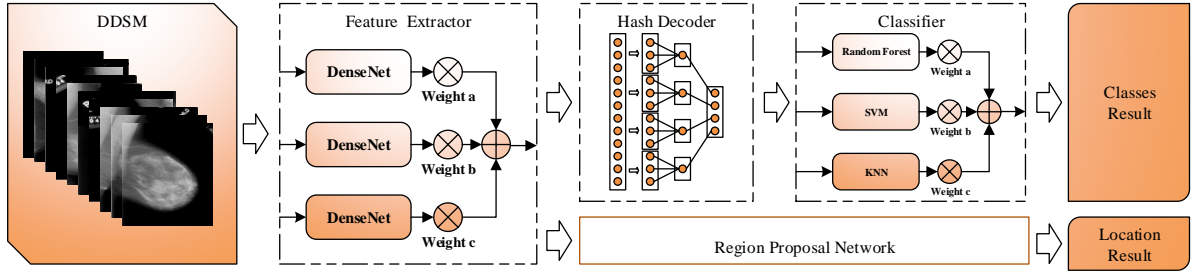 DDSM
Feature Extractor
DenseNet
Weight a
DenseNet
Weight b
DenseNet
Weight c
Hash Decoder
Classifier
Random Forest
Weight a
SVM
Weight b
KNN
Weight c
Classes
Result
Region Proposal Network
Location
Result